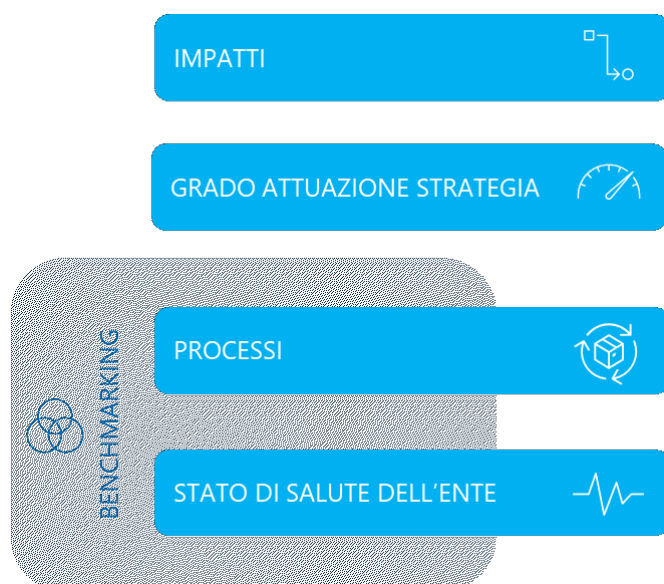 IMPATTI
GRADO ATTUAZIONE STRATEGIA
BENCHMARKING
PROCESSI
STATO DI SALUTE DELL’ENTE